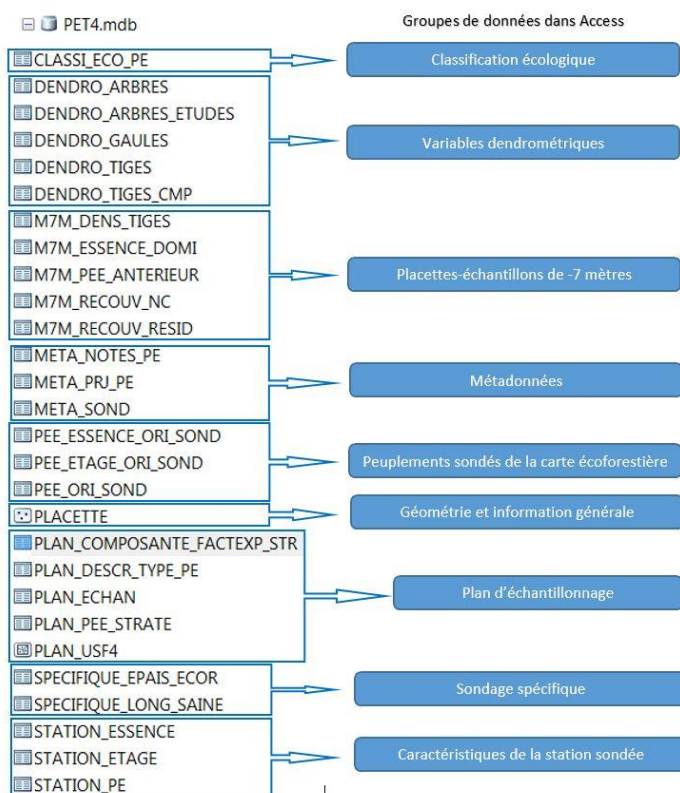 PET4.mdb
Groupes de données dans Access
CLASSI_ECO_PE
Classification écologique
DENDRO_ARBRES
DENDRO_ARBRES_ETUDES
DENDRO_GAULES
DENDRO_TIGES
DENDRO_TIGES_CMP
Variables dendrométriques
M7M_DENS_TIGES
M7M_ESSENCE_DOMI
M7M_PEE_ANTERIEUR
M7M_RECOUV_NC
M7M_RECOUV_RESID
Placettes-échantillons de -7 mètres
META_NOTES_PE
META_PRJ_PE
META_SOND
Métadonnées
PEE_ESSENCE_ORI_SOND
PEE_ETAGE_ORI_SOND
PEE_ORI_SOND
Peuplements sondés de la carte écoforestière
PLACETTE
Géométrie et information générale
PLAN_COMPOSANTE_FACTEXP_STR
PLAN_DESCR_TYPE_PE
PLAN_ECHAN
PLAN_PEE_STRATE
PLAN_USF4
Plan d'échantillonnage
SPECIFIQUE_EPAIS_ECOR
SPECIFIQUE_LONG_SAINE
Sondage spécifique
STATION_ESSENCE
STATION_ETAGE
STATION_PE
Caractéristiques de la station sondée